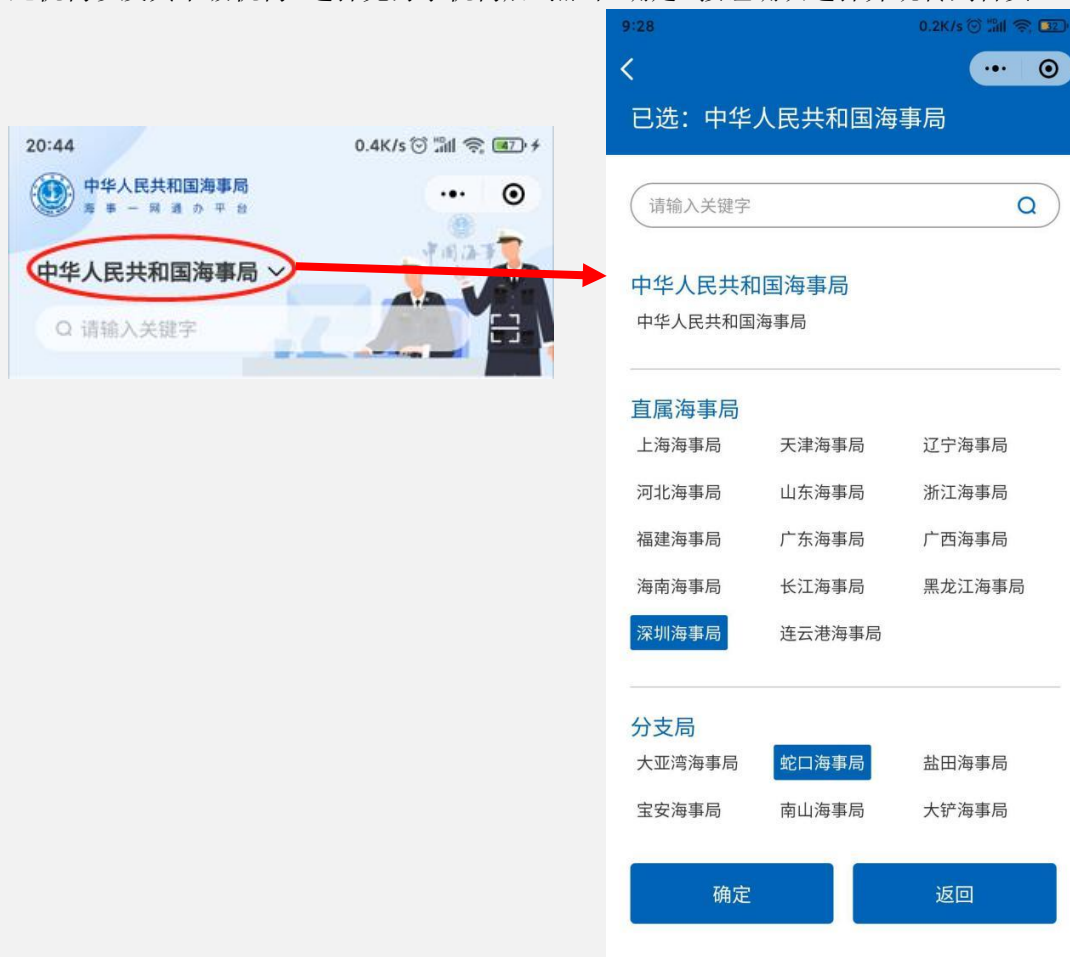 20:44
0.4K/s
47
中华人民共和国海事局
海事一网通办平台
中国海事
中华人民共和国海事局
请输入关键字
9:28
0.2K/s
32
已选：中华人民共和国海事局
请输入关键字
中华人民共和国海事局
中华人民共和国海事局
直属海事局
上海海事局 天津海事局 辽宁海事局
河北海事局 山东海事局 浙江海事局
福建海事局 广东海事局 广西海事局
海南海事局 长江海事局 黑龙江海事局
深圳海事局 连云港海事局
分支局
大亚湾海事局 蛇口海事局 盐田海事局
宝安海事局 南山海事局 大铲海事局
确定 返回